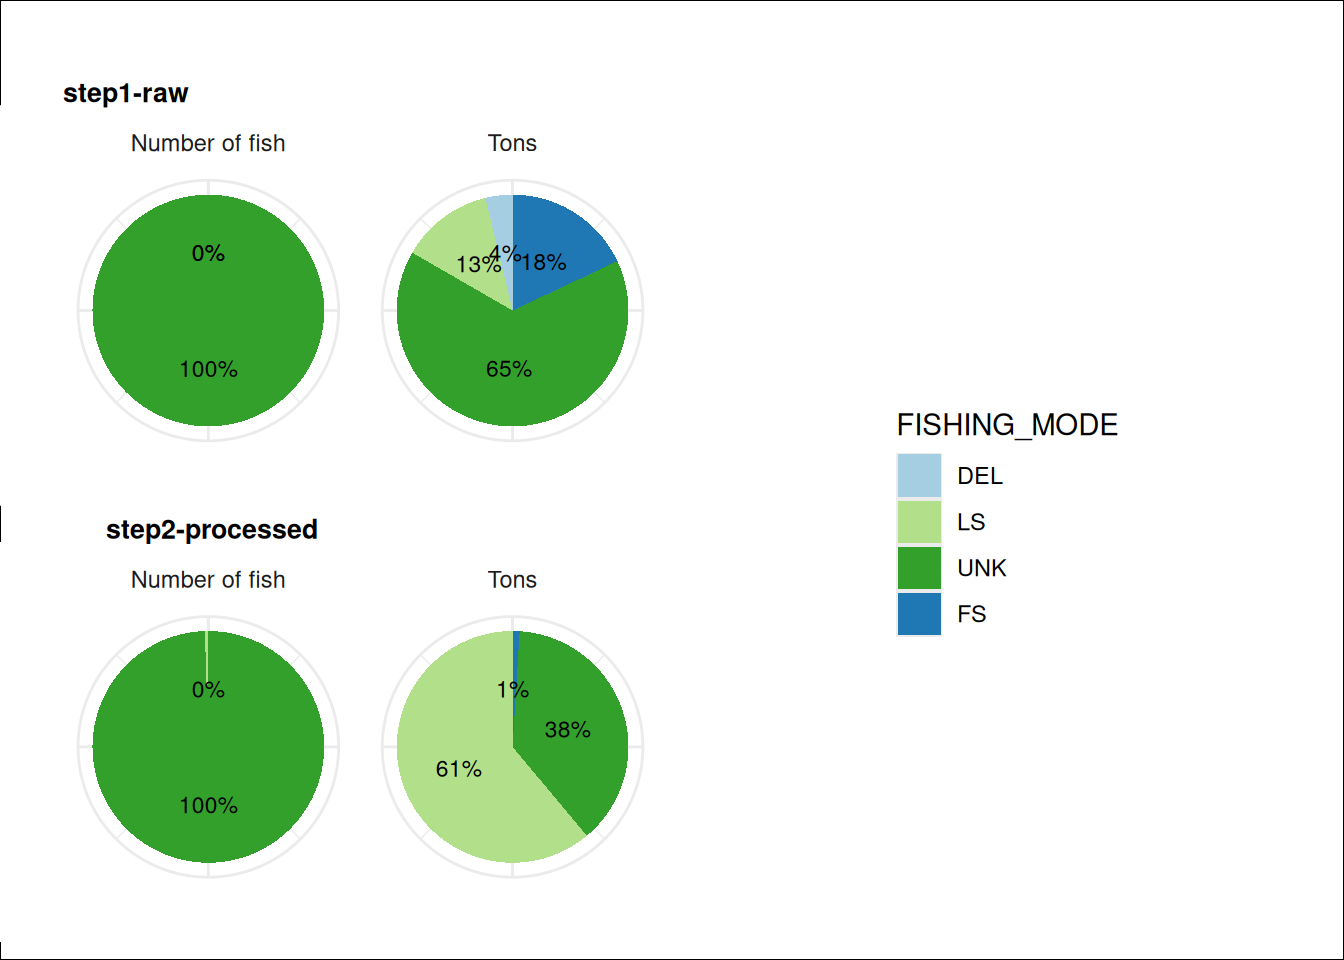 step1-raw
Number of fish
Tons
0%
100%
4%
13%
18%
65%
FISHING_MODE
DEL
LS
UNK
FS
step2-processed
Number of fish
Tons
0%
100%
1%
38%
61%